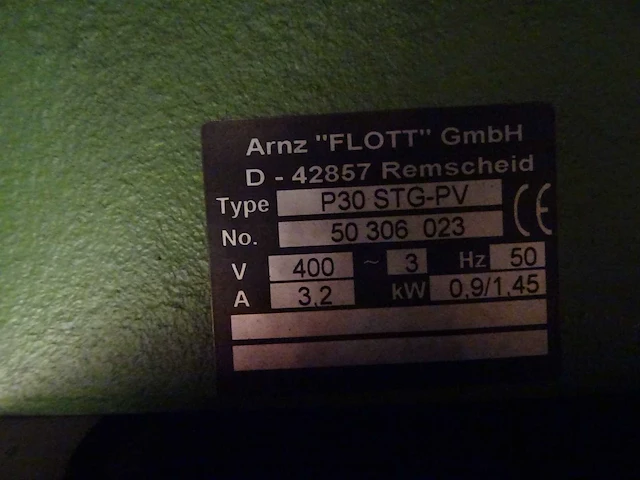 Arnz "FLOTT" GmbH
D - 42857 Remscheid
Type P30 STG-PV CE
No. 50 306 023
V 400 ~ 3 Hz 50
A 3,2 kW 0,9/1,45